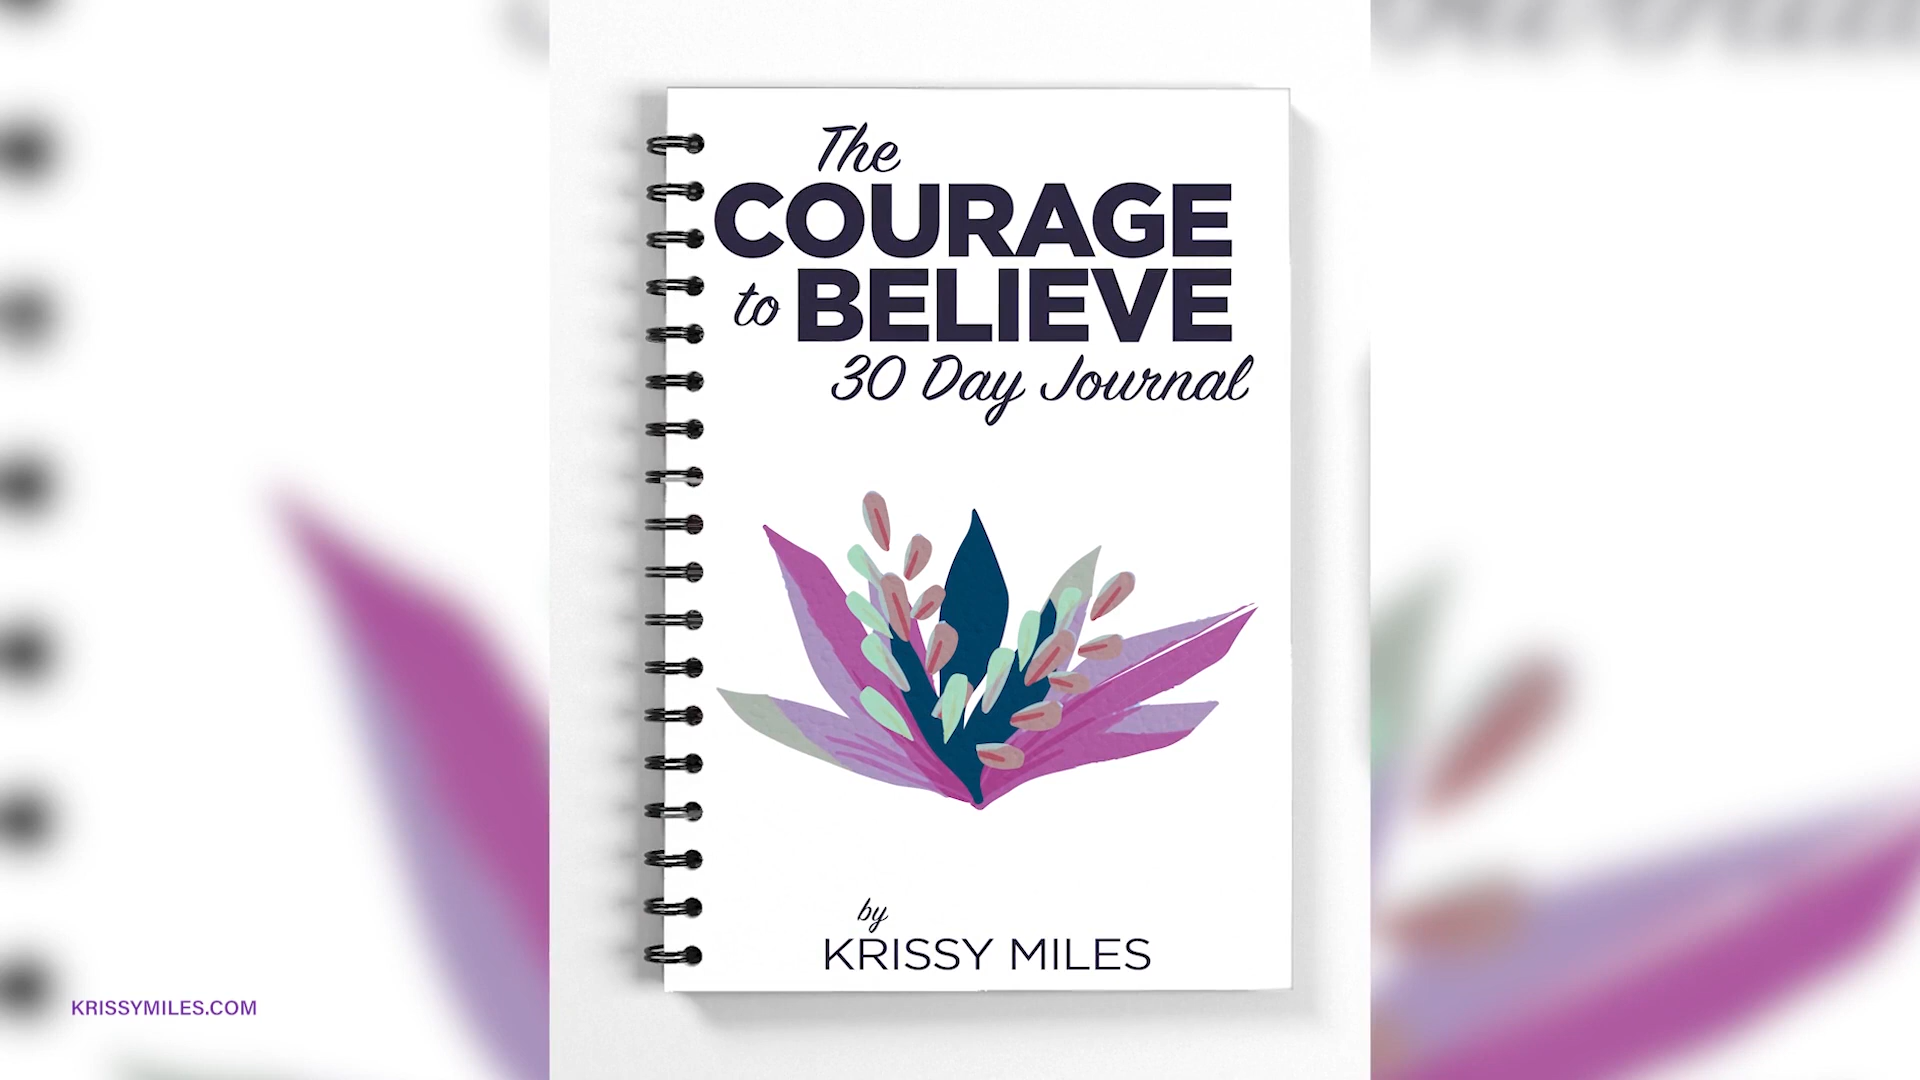 The
COURAGE
to BELIEVE
30 Day Journal
by
KRISSY MILES
KRISSYMILES.COM